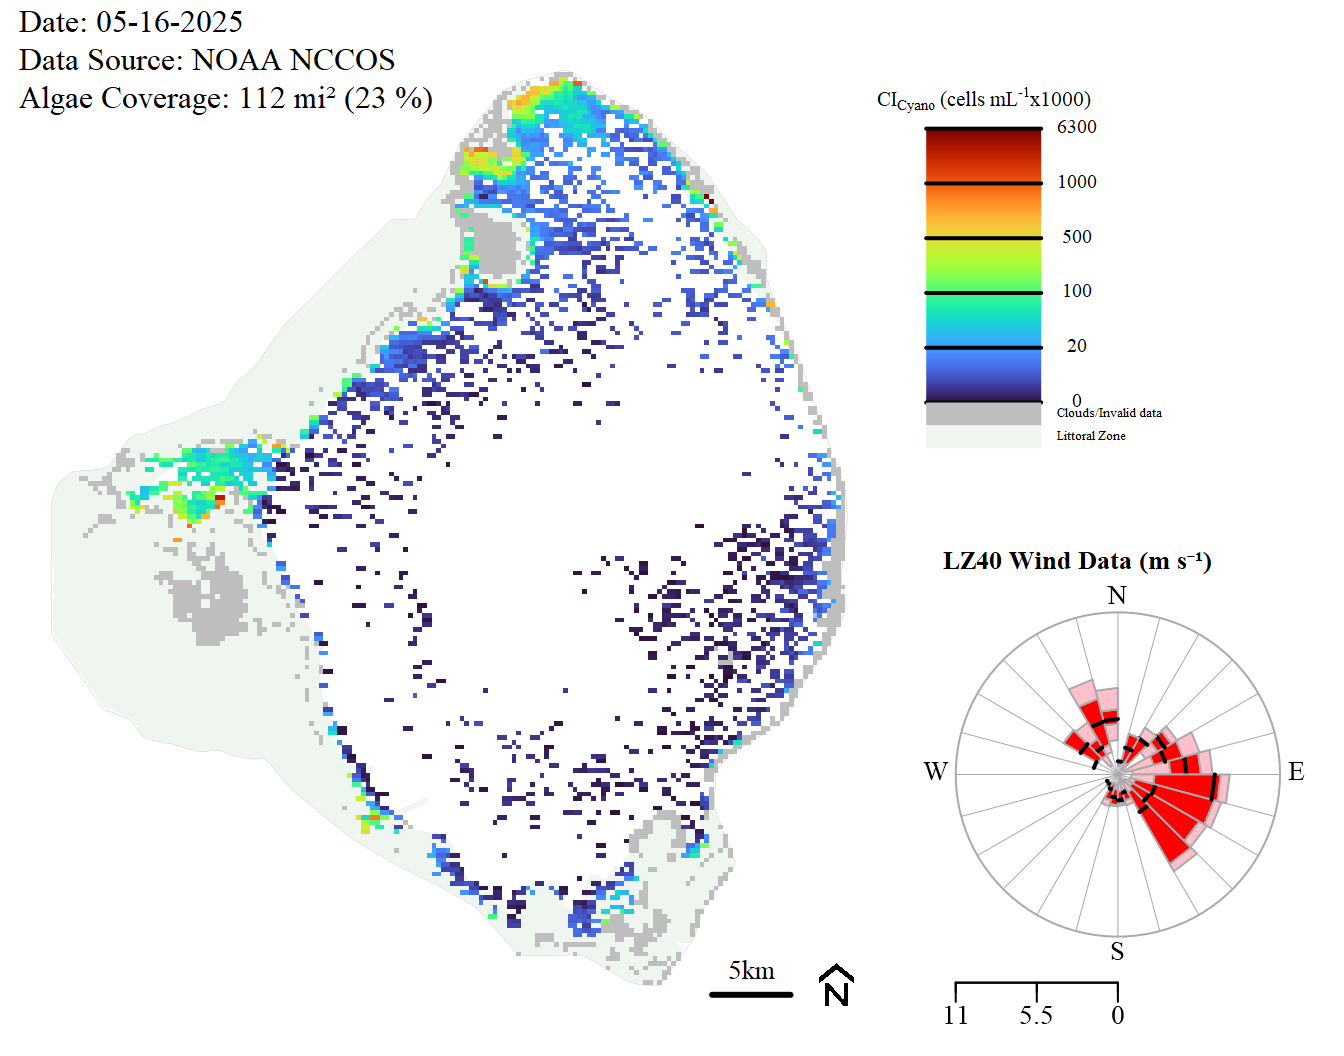 Date: 05-16-2025
Data Source: NOAA NCCOS
Algae Coverage: 112 mi² (23 %)
CICyano (cells mL⁻¹x1000)
6300
1000
500
100
20
0
Clouds/Invalid data
Littoral Zone
LZ40 Wind Data (m s⁻¹)
N
W
E
S
5km
N
11
5.5
0